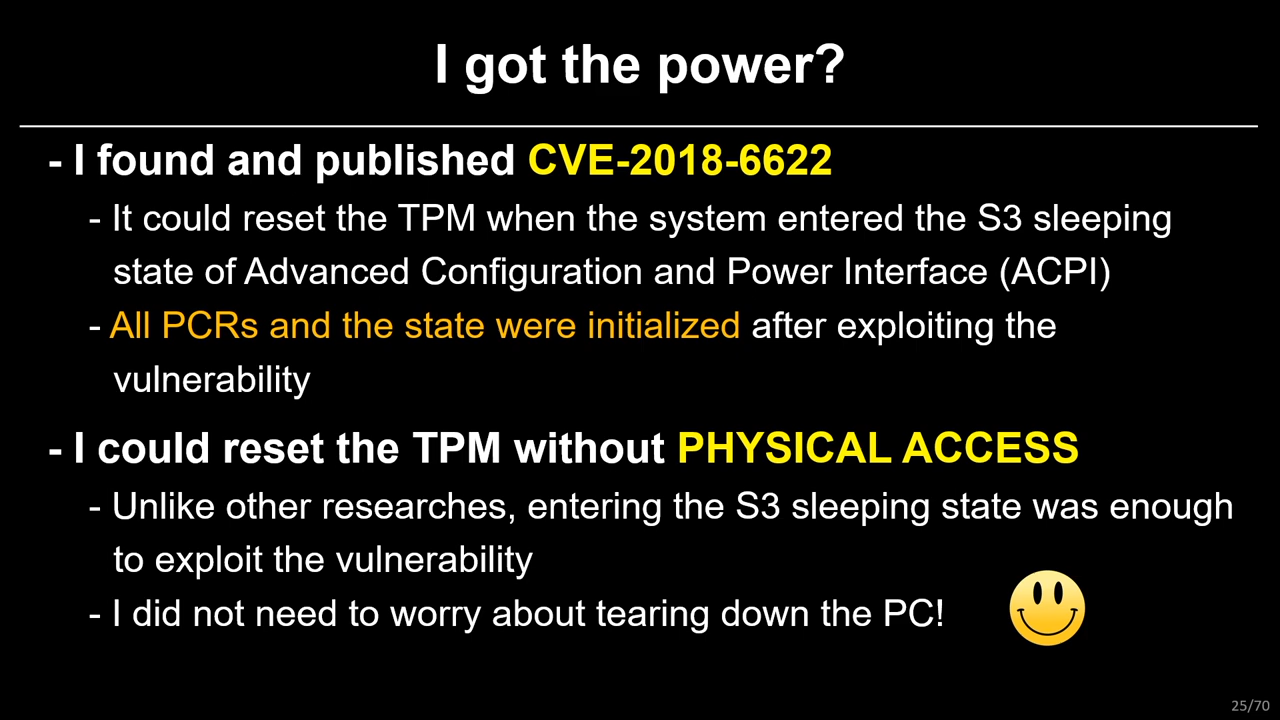 I got the power?
- I found and published CVE-2018-6622
- It could reset the TPM when the system entered the S3 sleeping
state of Advanced Configuration and Power Interface (ACPI)
- All PCRs and the state were initialized after exploiting the
vulnerability
- I could reset the TPM without PHYSICAL ACCESS
- Unlike other researches, entering the S3 sleeping state was enough
to exploit the vulnerability
- I did not need to worry about tearing down the PC!
25/70